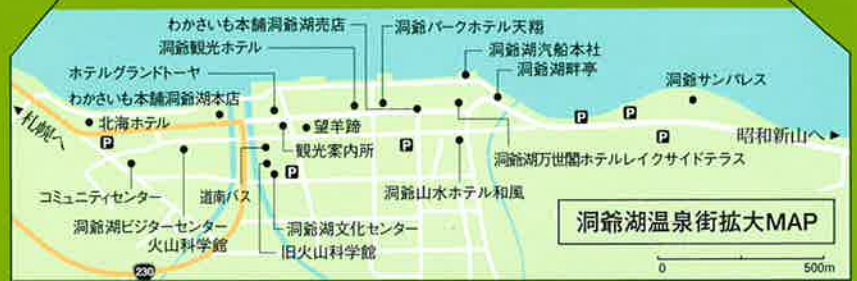 わかさいも本舗洞爺湖売店
洞爺パークホテル天翔
洞爺観光ホテル
洞爺湖汽船本社
ホテルグランドトーヤ
洞爺湖畔亭
洞爺サンパレス
わかさいも本舗洞爺湖本店
札幌へ
北海ホテル
望羊蹄
P
P
P
昭和新山へ
P
観光案内所
P
洞爺湖万世閣ホテルレイクサイドテラス
P
コミュニティセンター
道南バス
洞爺山水ホテル和風
洞爺湖ビジターセンター
火山科学館
洞爺湖文化センター
旧火山科学館
洞爺湖温泉街拡大MAP
230
0 500m